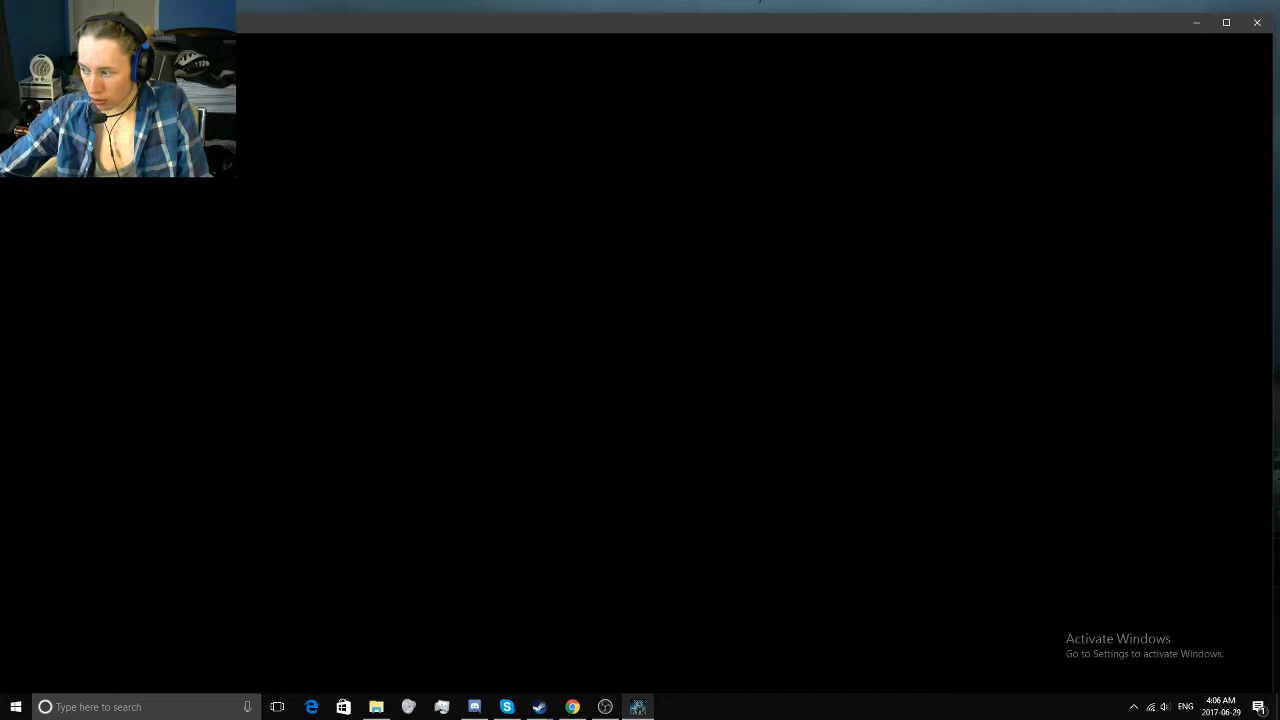 Activate Windows
Go to Settings to activate Windows.
Type here to search
ENG
4:06 AM
2017-06-29